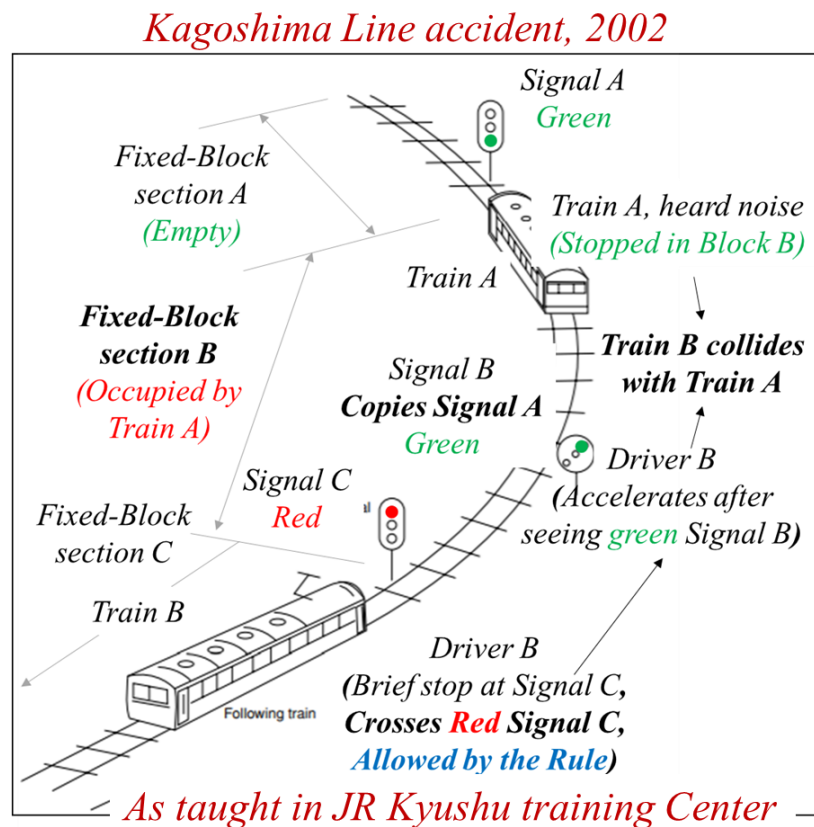 Kagoshima Line accident, 2002
Signal A
Green
Fixed-Block
section A
(Empty)
Train A, heard noise
(Stopped in Block B)
Train A
Fixed-Block
section B
(Occupied by
Train A)
Train B collides
with Train A
Signal B
Copies Signal A
Green
Driver B
(Accelerates after
seeing green Signal B)
Signal C
Red
al
Fixed-Block
section C
Train B
Following train
Driver B
(Brief stop at Signal C,
Crosses Red Signal C,
Allowed by the Rule)
As taught in JR Kyushu training Center